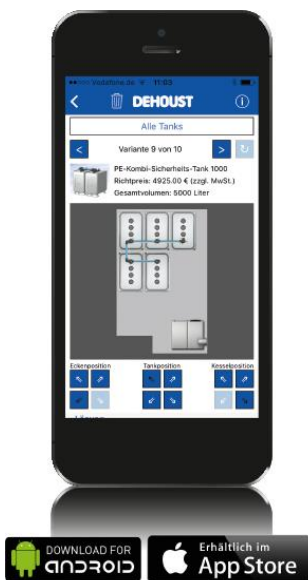 vodafone.de 11:03
DEHOUST
Alle Tanks
Variante 9 von 10
PE-Kombi-Sicherheits-Tank 1000
Richtpreis: 4925.00 € (zzgl. MwSt.)
Gesamtvolumen: 5000 Liter
Eckenposition Tankposition Kesselposition
DOWNLOAD FOR
ANDROID
Erhältlich im
App Store